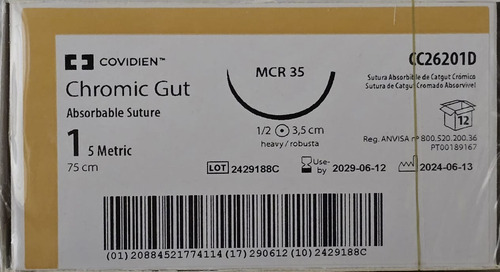 COVIDIEN™
CC26201D
Chromic Gut
Absorbable Suture
MCR 35
Sutura Absorbible de Catgut Crómico
Sutura de Catgut Cromado Absorvível
12
1 5 Metric
75 cm
1/2 3,5 cm
heavy / robusta
Reg. ANVISA nº 800.520.200.36
PT00189167
LOT 2429188C
Use-by 2029-06-12
2024-06-13
(01)20884521774114(17)290612(10)2429188C